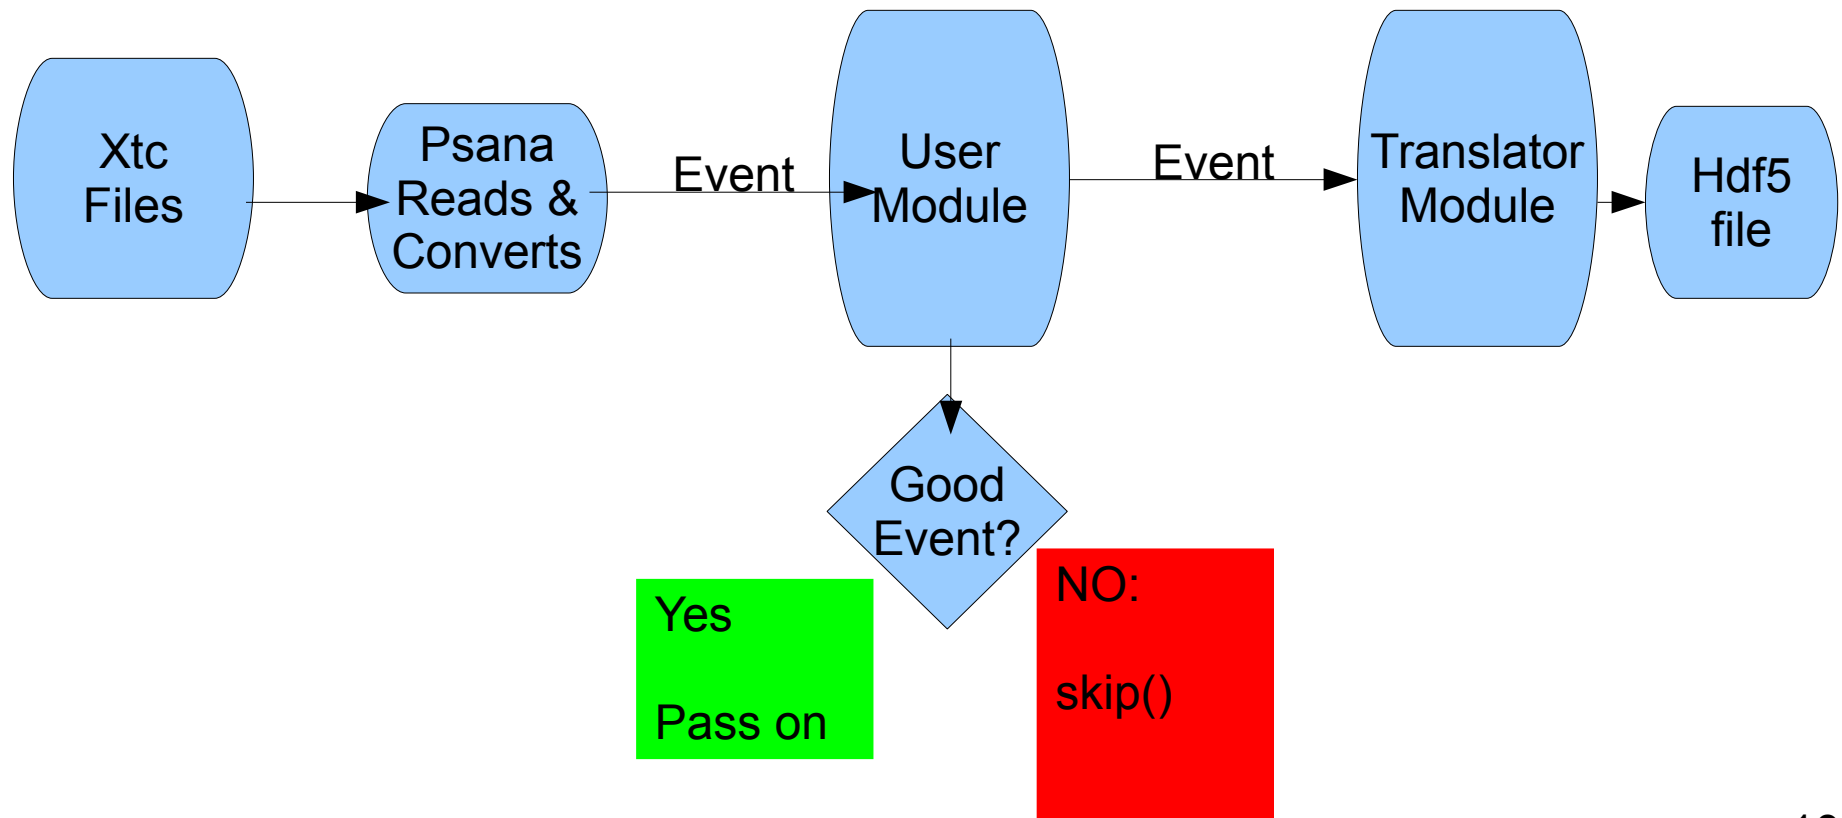 Xtc
Files
Psana
Reads &
Converts
Event
User
Module
Event
Translator
Module
Hdf5
file
Good
Event?
Yes
Pass on
NO:
skip()